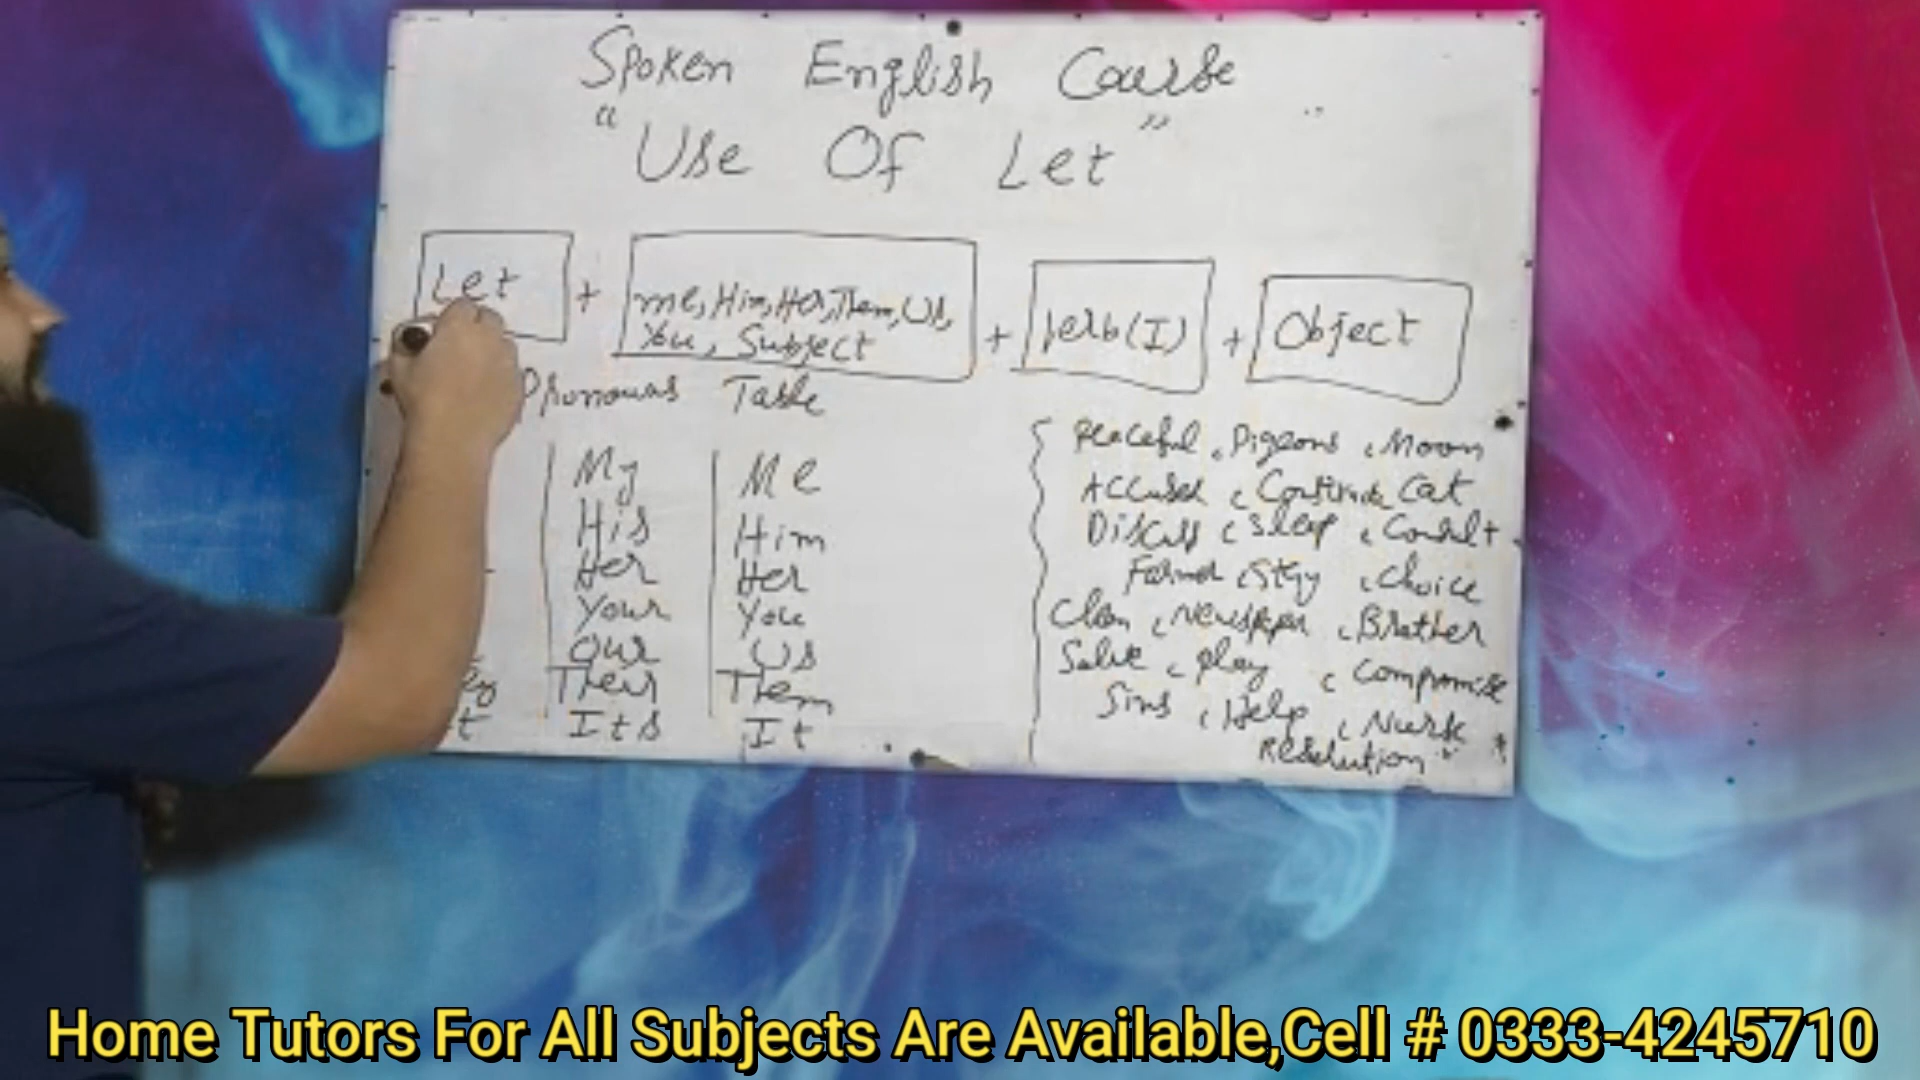 Spoken English Course
"Use Of Let"
Let + me, Him, Her, Them, Us, You, Subject + Verb(I) + Object
Pronouns Table
My Me
His Him
Her Her
Your You
Our Us
Their Them
Its It
Peaceful, Pigeons, Moon
Accused, Continue, Cat
Discuss, Sleep, Consult
Farmer, Stay, Choice
Clean, Newspaper, Brother
Solve, Play, Compromise
Sins, Help, Nurse
Resolution"
Home Tutors For All Subjects Are Available,Cell # 0333-4245710